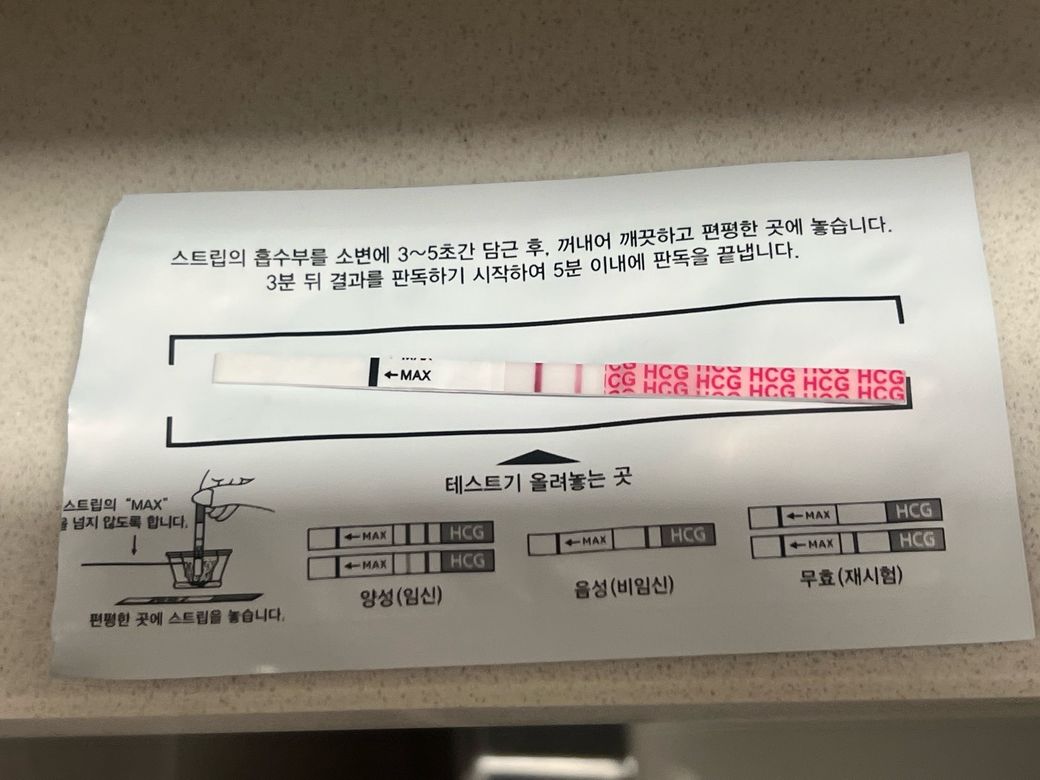 스트립의 흡수부를 소변에 3~5초간 담근 후, 꺼내어 깨끗하고 편평한 곳에 놓습니다.
3분 뒤 결과를 판독하기 시작하여 5분 이내에 판독을 끝냅니다.
←MAX
HCG HCG HCG HCG HCG
HCG HCG HCG HCG HCG HCG
테스트기 올려놓는 곳
스트립의 “MAX”
을 넘지 않도록 합니다.
편평한 곳에 스트립을 놓습니다.
←MAX HCG
←MAX HCG
양성(임신)
←MAX HCG
음성(비임신)
←MAX HCG
←MAX HCG
무효(재시험)